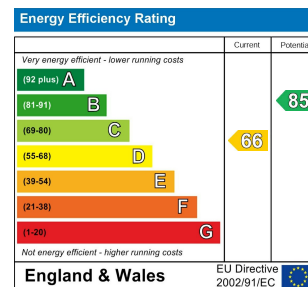 Energy Efficiency Rating
Current
Potentia
Very energy efficient - lower running costs
(92 plus) A
(81-91) B
(69-80) C
(55-68) D
(39-54) E
(21-38) F
(1-20) G
66
85
Not energy efficient - higher running costs
England & Wales
EU Directive
2002/91/EC